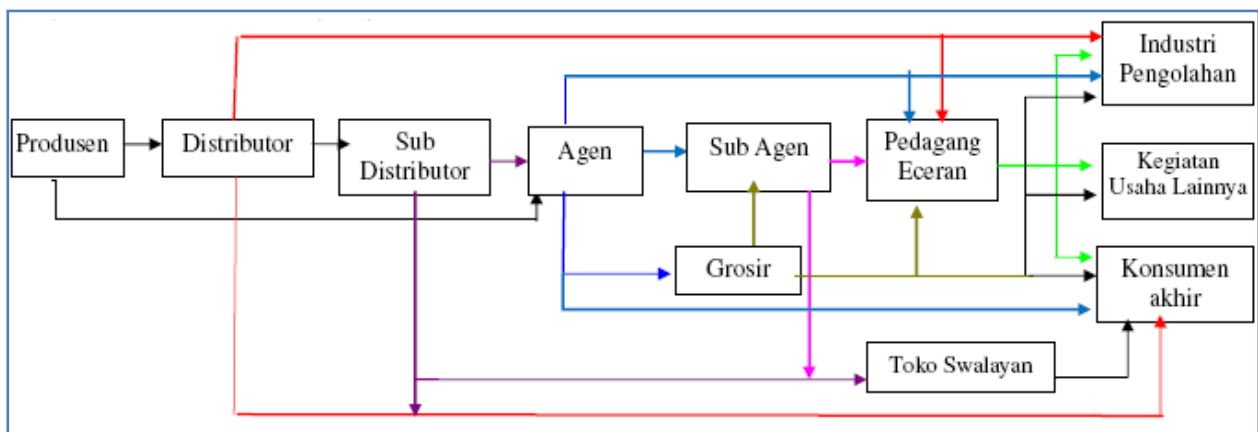 Industri
Pengolahan
Produsen
Distributor
Sub
Distributor
Agen
Sub Agen
Pedagang
Eceran
Kegiatan
Usaha Lainnya
Grosir
Konsumen
akhir
Toko Swalayan